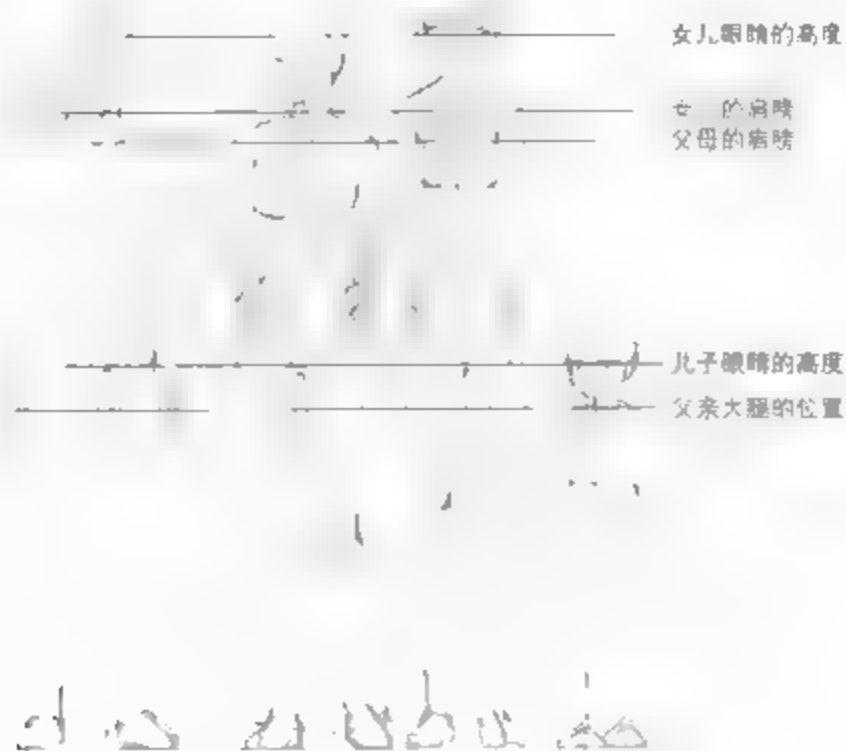 女儿眼睛的高度
女 的肩膀
父母的肩膀
儿子眼睛的高度
父亲大腿的位置